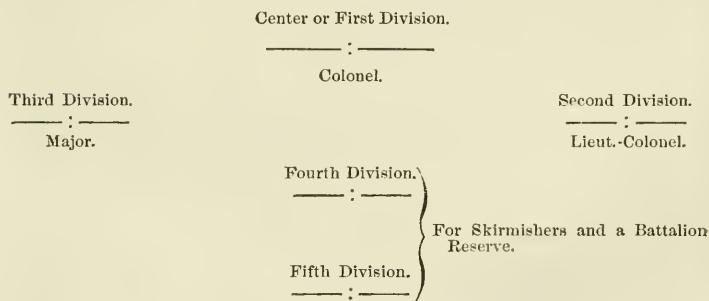 Center or First Division.
Colonel.
Third Division.
Second Division.
Major.
Lieut.-Colonel.
Fourth Division.
For Skirmishers and a Battalion
Reserve.
Fifth Division.